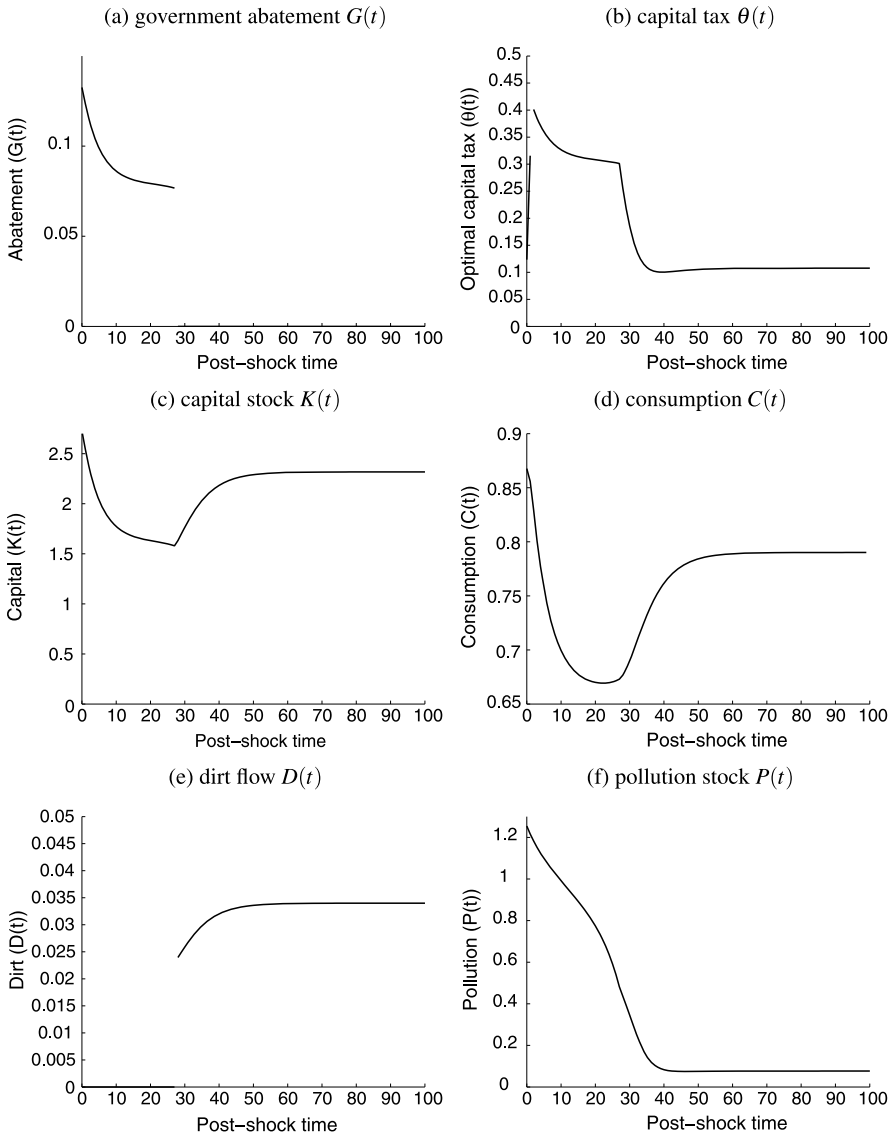 (a) government abatement G(t)
Abatement (G(t))
0.1
0.05
0
0 10 20 30 40 50 60 70 80 90 100
Post−shock time
(b) capital tax θ(t)
Optimal capital tax (θ(t))
0.5
0.45
0.4
0.35
0.3
0.25
0.2
0.15
0.1
0.05
0
0 10 20 30 40 50 60 70 80 90 100
Post−shock time
(c) capital stock K(t)
Capital (K(t))
2.5
2
1.5
1
0.5
0
0 10 20 30 40 50 60 70 80 90 100
Post−shock time
(d) consumption C(t)
Consumption (C(t))
0.9
0.85
0.8
0.75
0.7
0.65
0 10 20 30 40 50 60 70 80 90 100
Post−shock time
(e) dirt flow D(t)
Dirt (D(t))
0.05
0.045
0.04
0.035
0.03
0.025
0.02
0.015
0.01
0.005
0
0 10 20 30 40 50 60 70 80 90 100
Post−shock time
(f) pollution stock P(t)
Pollution (P(t))
1.2
1
0.8
0.6
0.4
0.2
0
0 10 20 30 40 50 60 70 80 90 100
Post−shock time